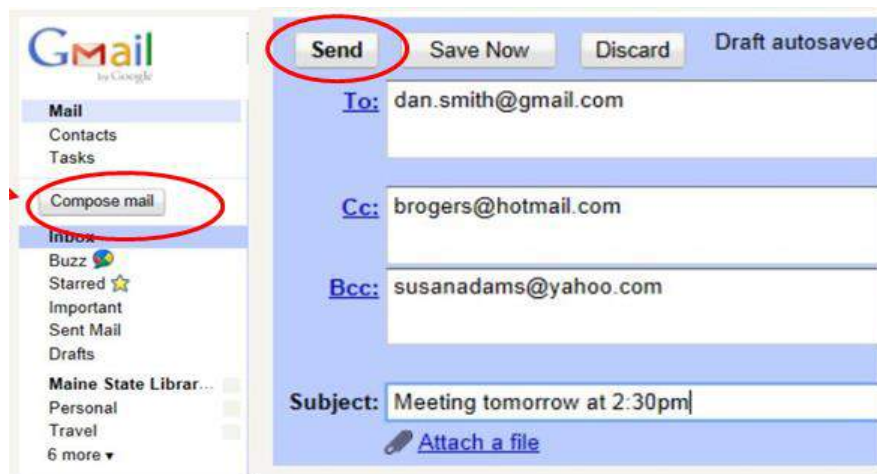 Gmail
by Google
Mail
Contacts
Tasks
Compose mail
Inbox
Buzz
Starred
Important
Sent Mail
Drafts
Maine State Librar...
Personal
Travel
6 more ▾
Send Save Now Discard Draft autosaved
To: dan.smith@gmail.com
Cc: brogers@hotmail.com
Bcc: susanadams@yahoo.com
Subject: Meeting tomorrow at 2:30pm
Attach a file